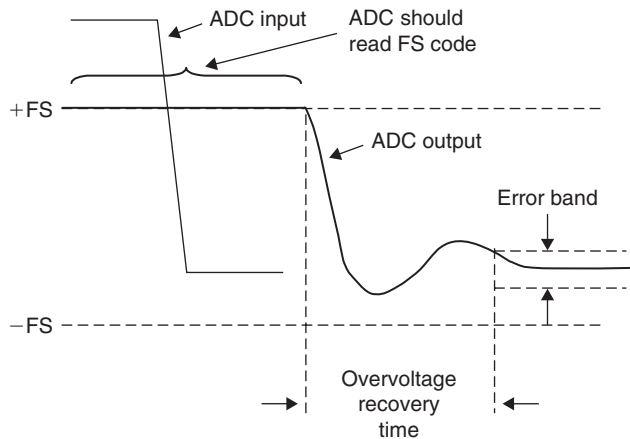 ADC input
ADC should
read FS code
+FS
ADC output
Error band
−FS
Overvoltage
recovery
time